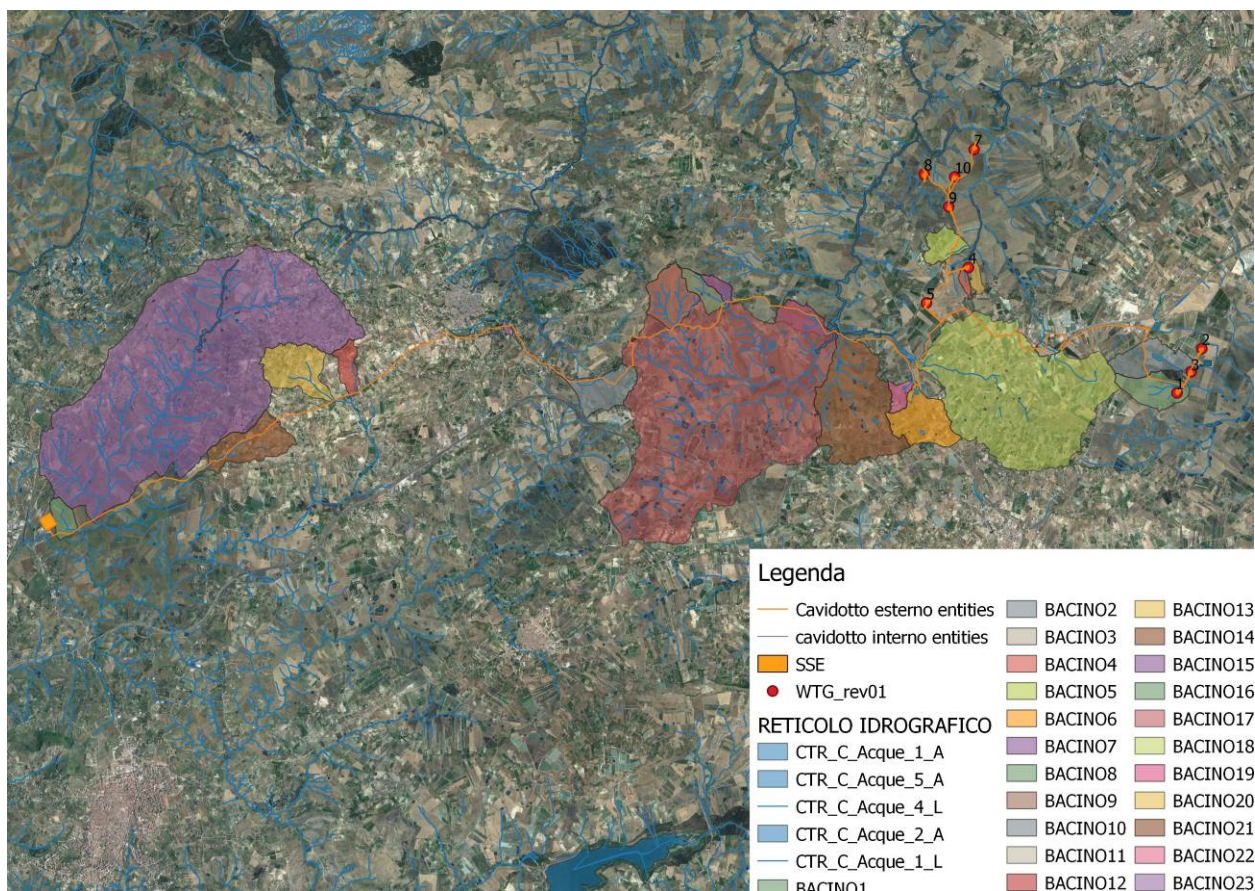 7
8
10
9
4
5
2
3
1
Legenda
Cavidotto esterno entities
cavidotto interno entities
SSE
WTG_rev01
RETICOLO IDROGRAFICO
CTR_C_Acque_1_A
CTR_C_Acque_5_A
CTR_C_Acque_4_L
CTR_C_Acque_2_A
CTR_C_Acque_1_L
BACINO1
BACINO2
BACINO3
BACINO4
BACINO5
BACINO6
BACINO7
BACINO8
BACINO9
BACINO10
BACINO11
BACINO12
BACINO13
BACINO14
BACINO15
BACINO16
BACINO17
BACINO18
BACINO19
BACINO20
BACINO21
BACINO22
BACINO23